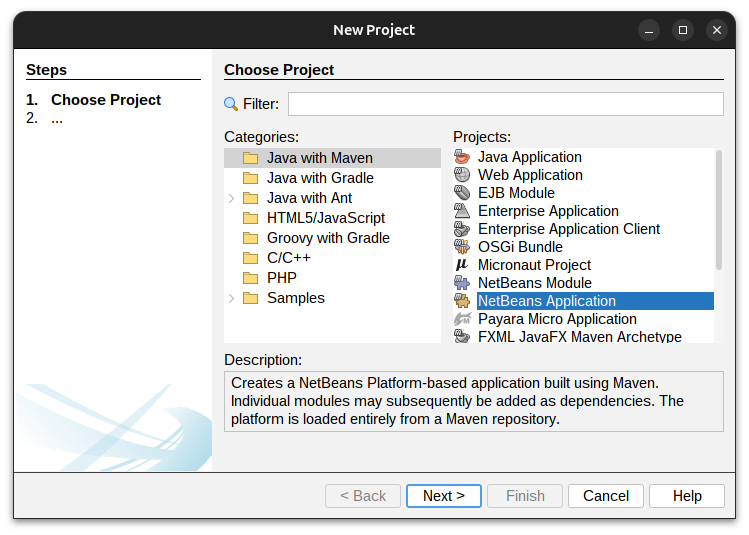 New Project
Steps
1. Choose Project
2. ...
Choose Project
Filter:
Categories:
Java with Maven
Java with Gradle
Java with Ant
HTML5/JavaScript
Groovy with Gradle
C/C++
PHP
Samples
Projects:
Java Application
Web Application
EJB Module
Enterprise Application
Enterprise Application Client
OSGi Bundle
Micronaut Project
NetBeans Module
NetBeans Application
Payara Micro Application
FXML JavaFX Maven Archetype
Description:
Creates a NetBeans Platform-based application built using Maven.
Individual modules may subsequently be added as dependencies. The
platform is loaded entirely from a Maven repository.
< Back
Next >
Finish
Cancel
Help